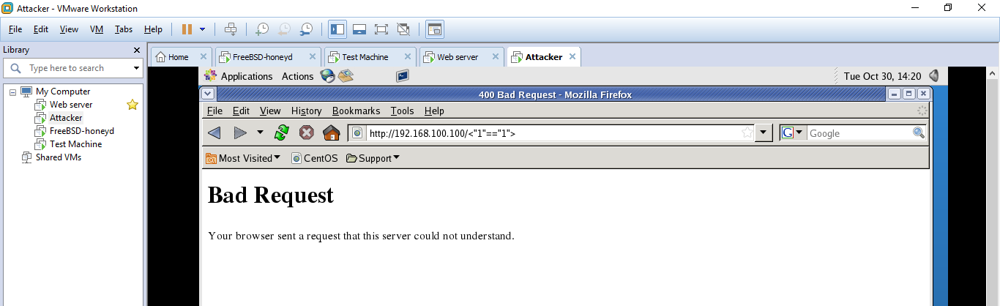 Attacker - VMware Workstation
File Edit View VM Tabs Help
Library
Type here to search
My Computer
Web server
Attacker
FreeBSD-honeyd
Test Machine
Shared VMs
Home FreeBSD-honeyd Test Machine Web server Attacker
Applications Actions Tue Oct 30, 14:20
400 Bad Request - Mozilla Firefox
File Edit View History Bookmarks Tools Help
http://192.168.100.100/<"1"=="1"> G Google
Most Visited CentOS Support
Bad Request
Your browser sent a request that this server could not understand.